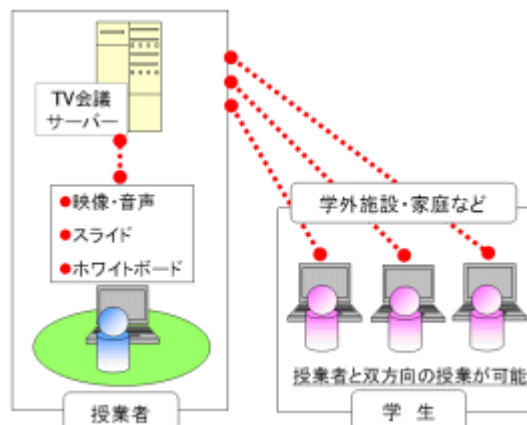 TV会議
サーバー
●映像・音声
●スライド
●ホワイトボード
授業者
学外施設・家庭など
授業者と双方向の授業が可能
学 生